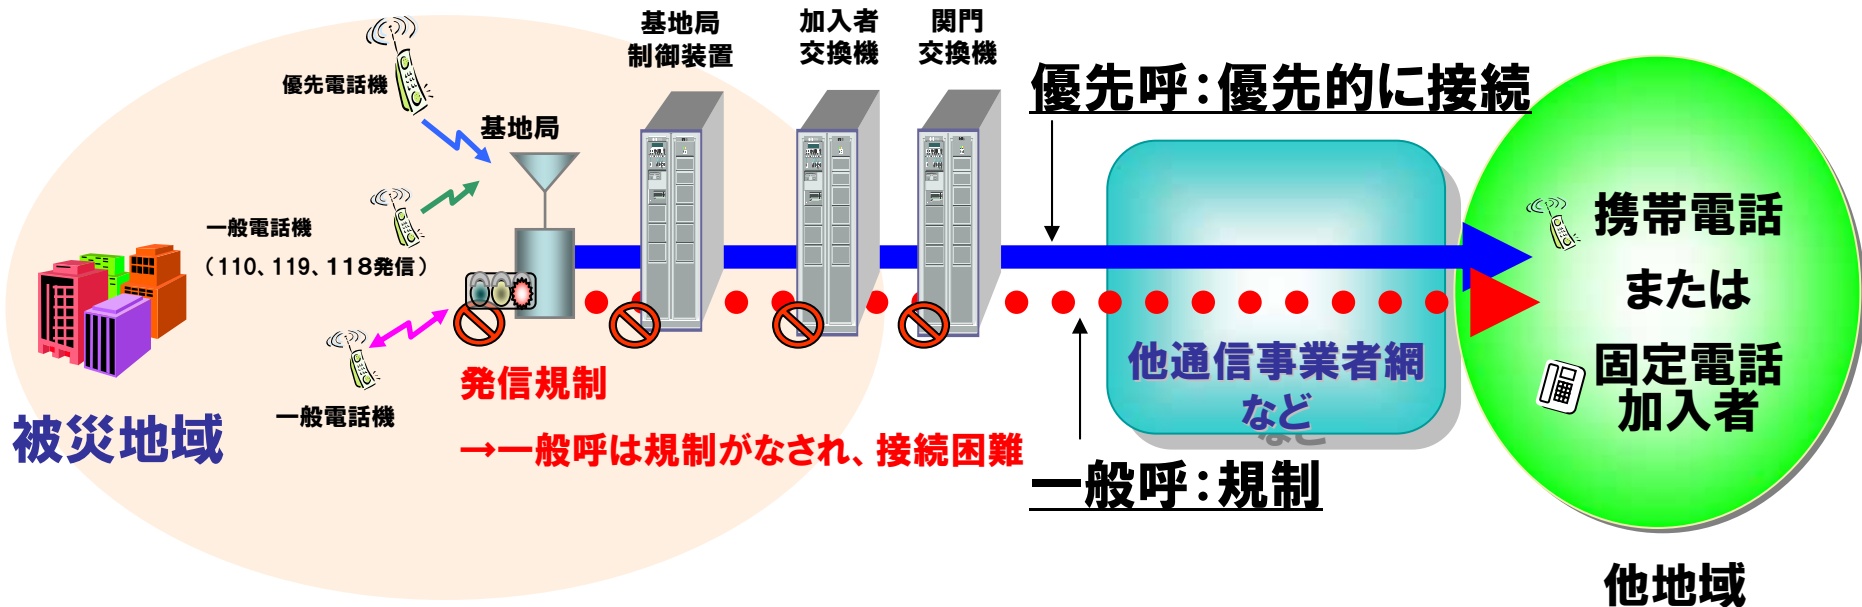 基地局
制御装置
加入者
交換機
関門
交換機
優先呼：優先的に接続
優先電話機
基地局
一般電話機
（110、119、118発信）
携帯電話
または
固定電話
加入者
他通信事業者網
など
発信規制
→一般呼は規制がなされ、接続困難
一般電話機
被災地域
一般呼：規制
他地域